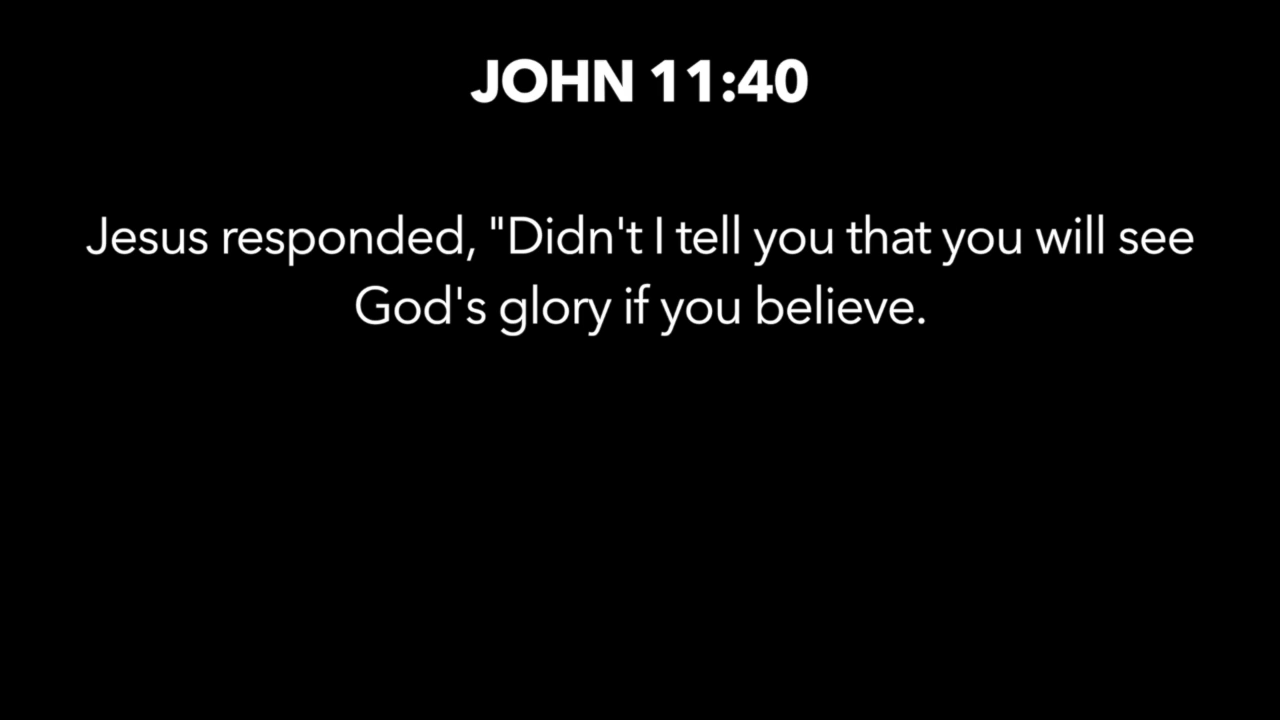 JOHN 11:40
Jesus responded, "Didn't I tell you that you will see
God's glory if you believe.